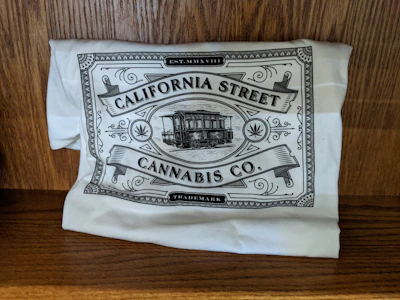 EST. MMXVIII
CALIFORNIA STREET
CANNABIS CO.
TRADEMARK